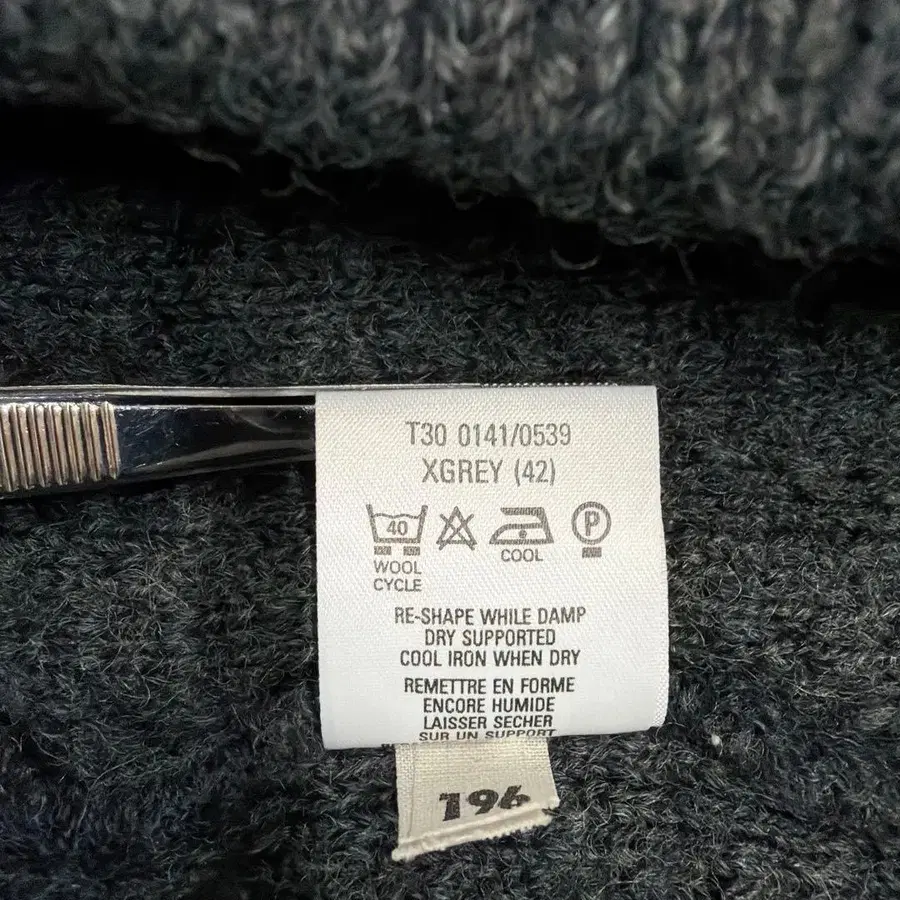 T30 0141/0539
XGREY (42)
40 P
WOOL COOL
CYCLE
RE-SHAPE WHILE DAMP
DRY SUPPORTED
COOL IRON WHEN DRY
REMETTRE EN FORME
ENCORE HUMIDE
LAISSER SECHER
SUR UN SUPPORT
196